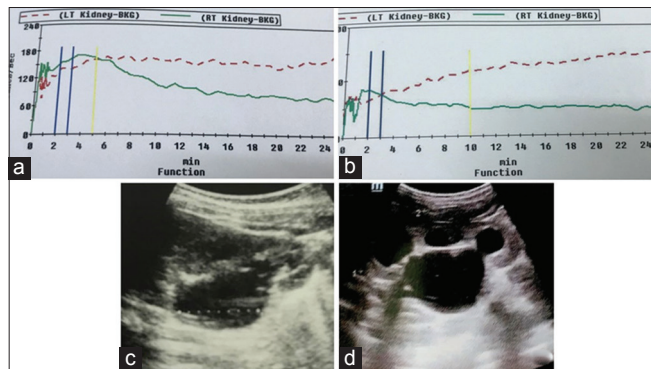 (LT Kidney-BKG) (RT Kidney-BKG)
240
180
120
60
0
0 2 4 6 8 10 12 14 16 18 20 22 24
min
Function
a
(LT Kidney-BKG) (RT Kidney-BKG)
0 2 4 6 8 10 12 14 16 18 20 22 24
min
Function
b
c
d